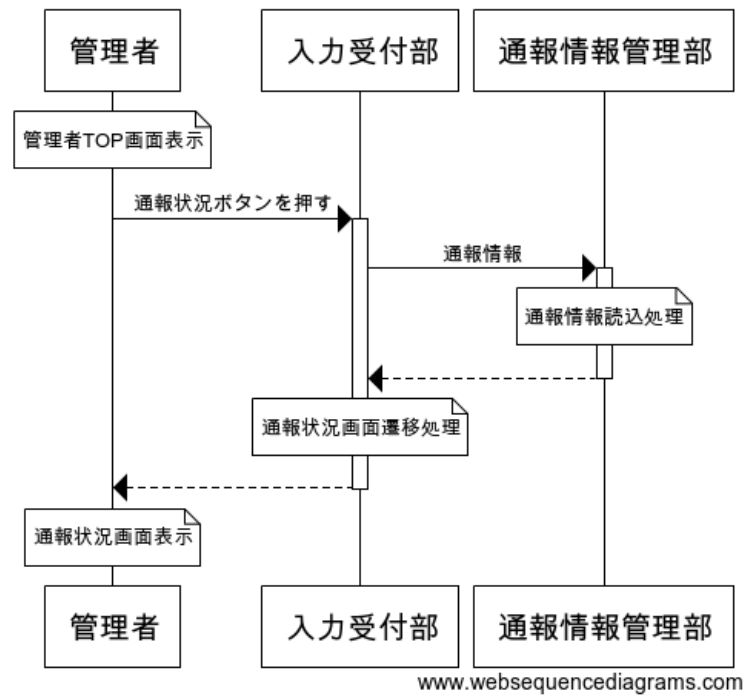 管理者
入力受付部
通報情報管理部
管理者TOP画面表示
通報状況ボタンを押す
通報情報
通報情報読込処理
通報状況画面遷移処理
通報状況画面表示
管理者
入力受付部
通報情報管理部
www.websequencediagrams.com